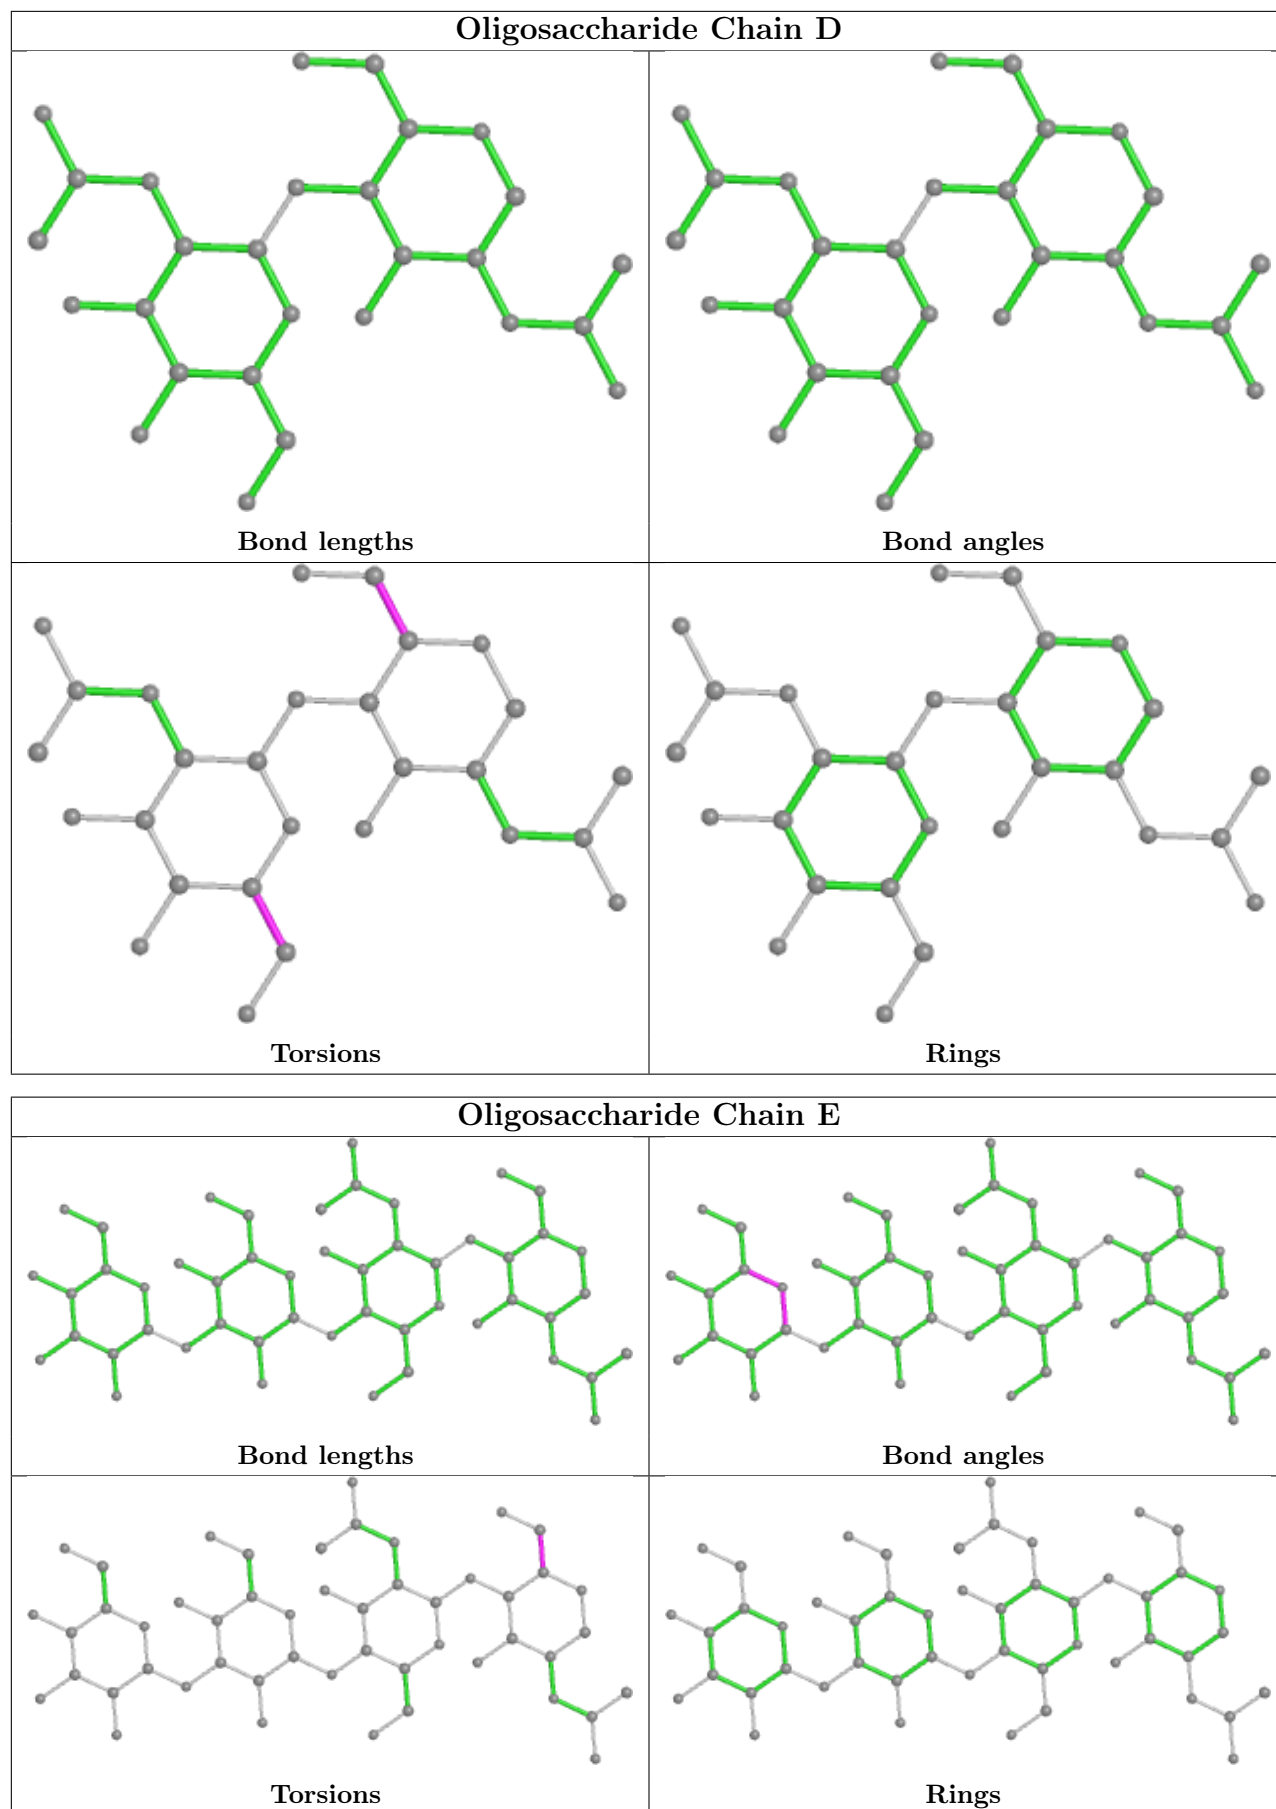 Oligosaccharide Chain D
Bond lengths
Bond angles
Torsions
Rings
Oligosaccharide Chain E
Bond lengths
Bond angles
Torsions
Rings